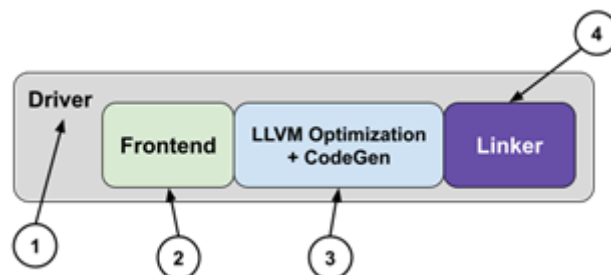 4
Driver
Frontend
LLVM Optimization
+ CodeGen
Linker
1
2
3